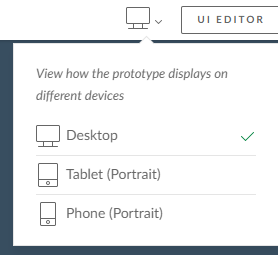 UI EDITOR
View how the prototype displays on
different devices
Desktop
Tablet (Portrait)
Phone (Portrait)